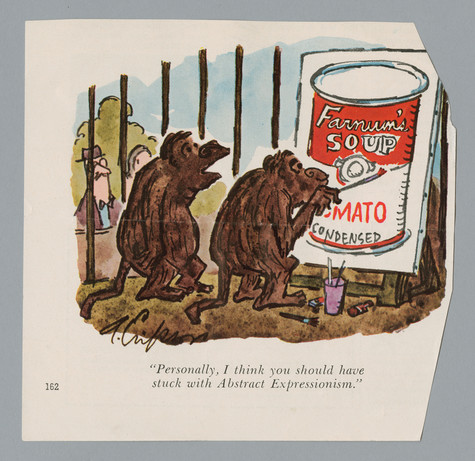 Farnum's
SOUP
MATO
CONDENSED
"Personally, I think you should have
stuck with Abstract Expressionism."
162